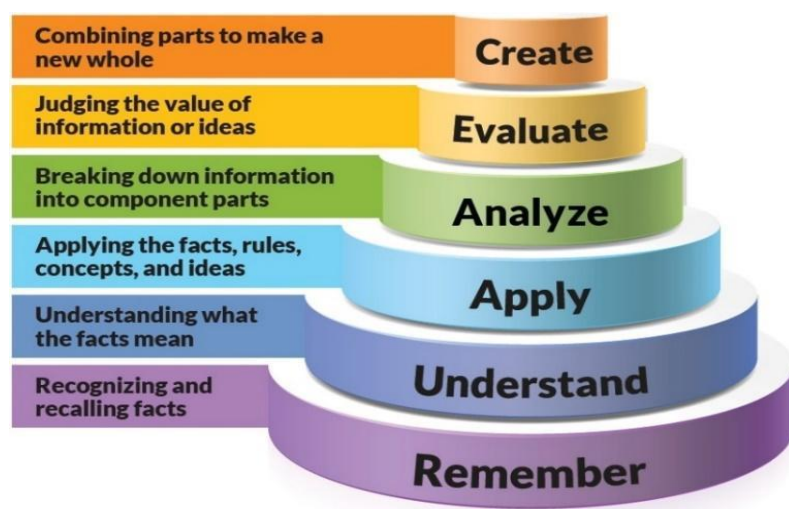 Combining parts to make a
new whole
Create
Judging the value of
information or ideas
Evaluate
Breaking down information
into component parts
Analyze
Applying the facts, rules,
concepts, and ideas
Apply
Understanding what
the facts mean
Understand
Recognizing and
recalling facts
Remember